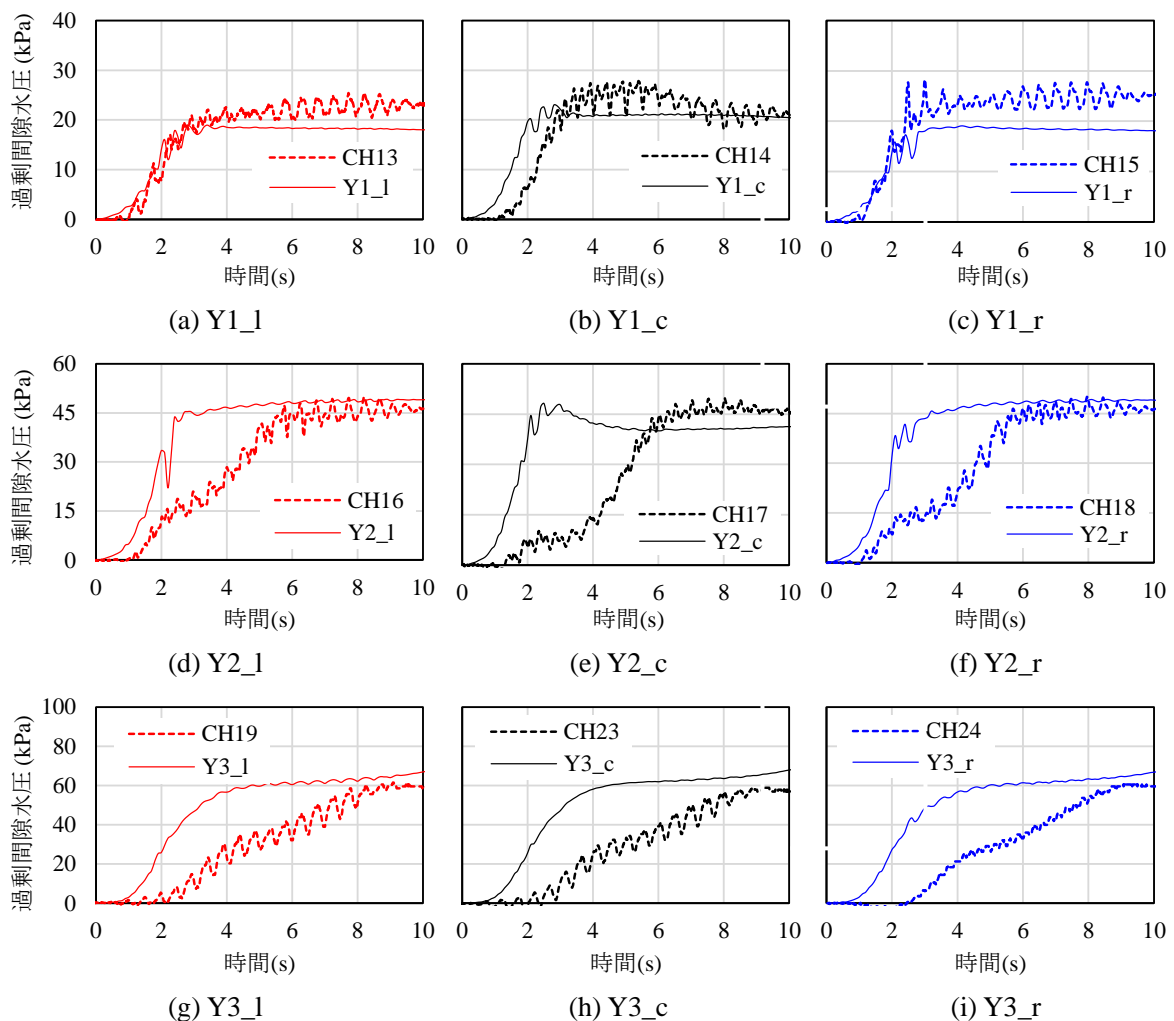 過剰間隙水圧 (kPa)
40
30
20
10
0
CH13
Y1_l
0 2 4 6 8 10
時間(s)
(a) Y1_l
CH14
Y1_c
0 2 4 6 8 10
時間(s)
(b) Y1_c
CH15
Y1_r
0 2 4 6 8 10
時間(s)
(c) Y1_r
過剰間隙水圧 (kPa)
60
45
30
15
0
CH16
Y2_l
0 2 4 6 8 10
時間(s)
(d) Y2_l
CH17
Y2_c
0 2 4 6 8 10
時間(s)
(e) Y2_c
CH18
Y2_r
0 2 4 6 8 10
時間(s)
(f) Y2_r
過剰間隙水圧 (kPa)
100
80
60
40
20
0
CH19
Y3_l
0 2 4 6 8 10
時間(s)
(g) Y3_l
CH23
Y3_c
0 2 4 6 8 10
時間(s)
(h) Y3_c
CH24
Y3_r
0 2 4 6 8 10
時間(s)
(i) Y3_r